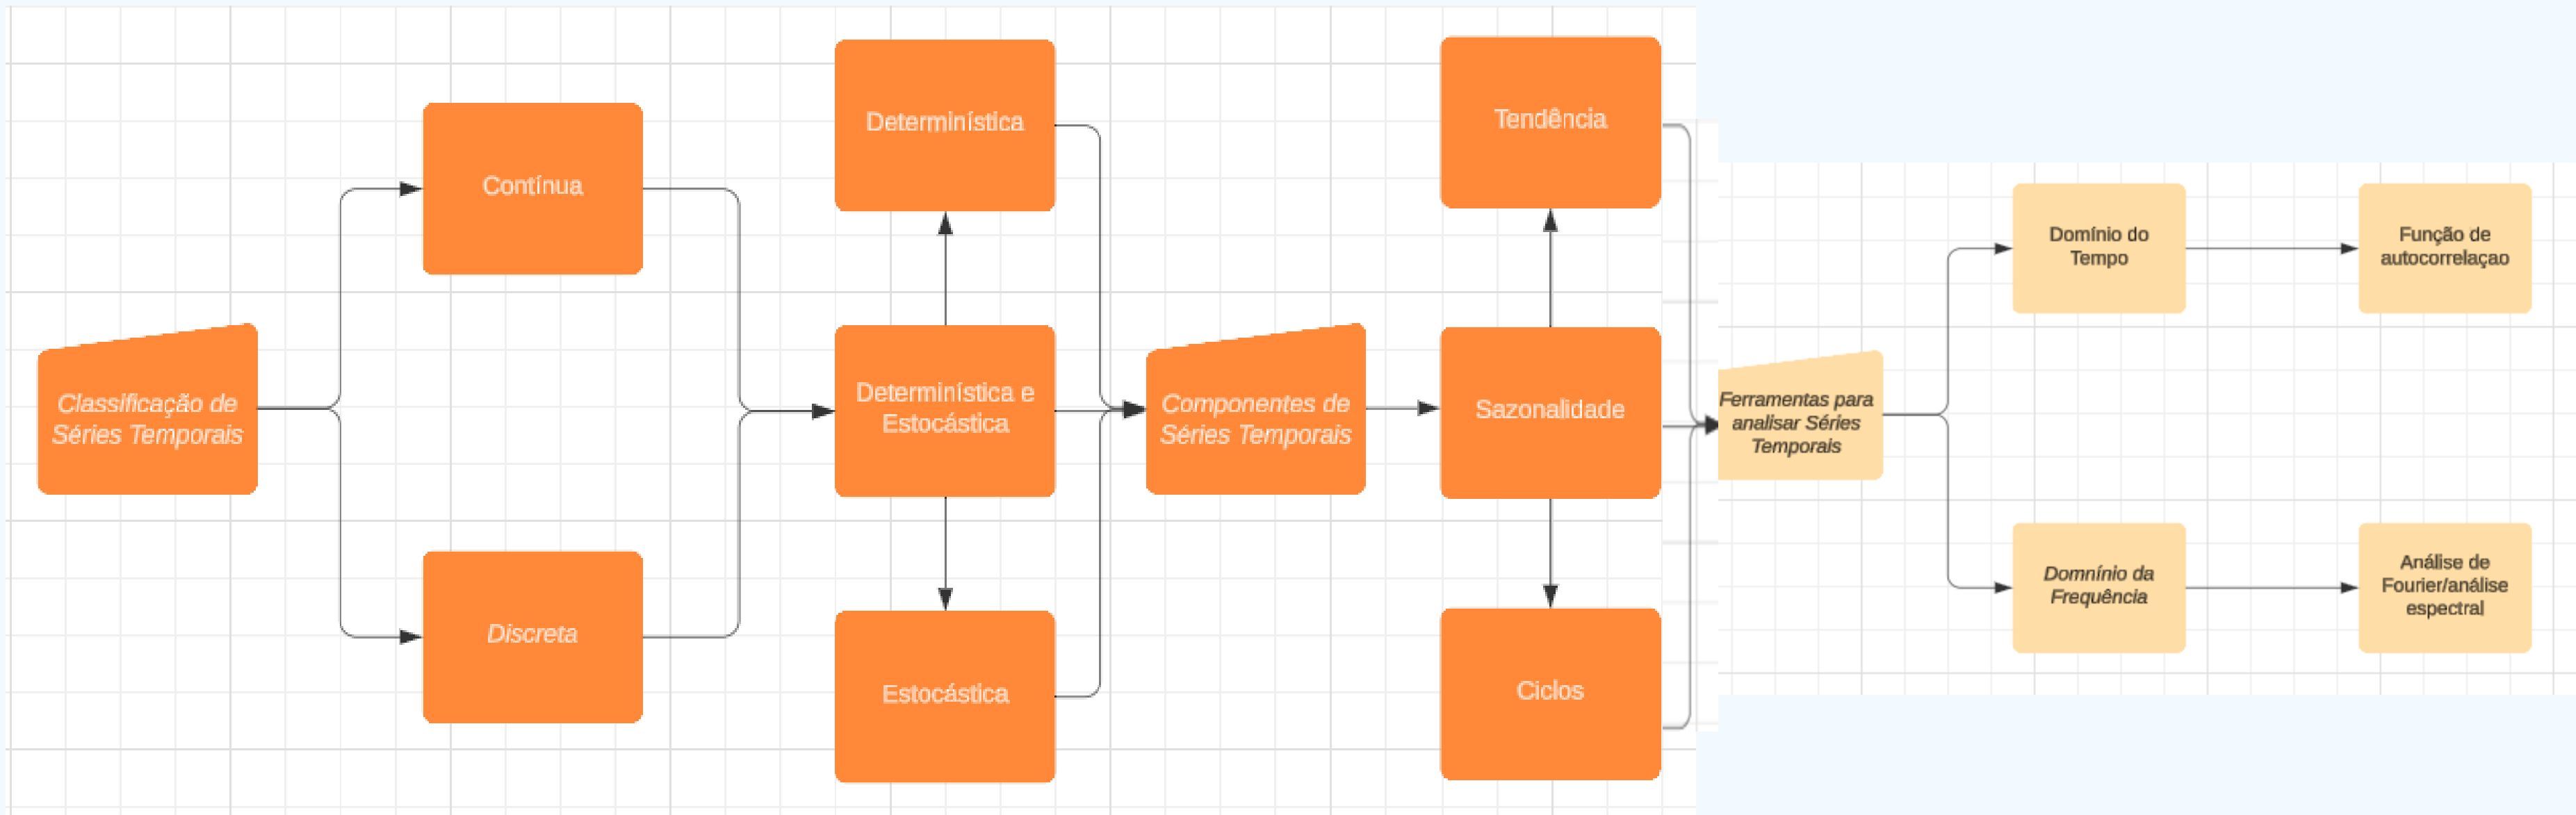 Classificação de
Séries Temporais
Contínua
Discreta
Determinística
Determinística e
Estocástica
Estocástica
Componentes de
Séries Temporais
Tendência
Sazonalidade
Ciclos
Ferramentas para
analisar Séries
Temporais
Domínio do
Tempo
Função de
autocorrelaçao
Domnínio da
Frequência
Análise de
Fourier/análise
espectral